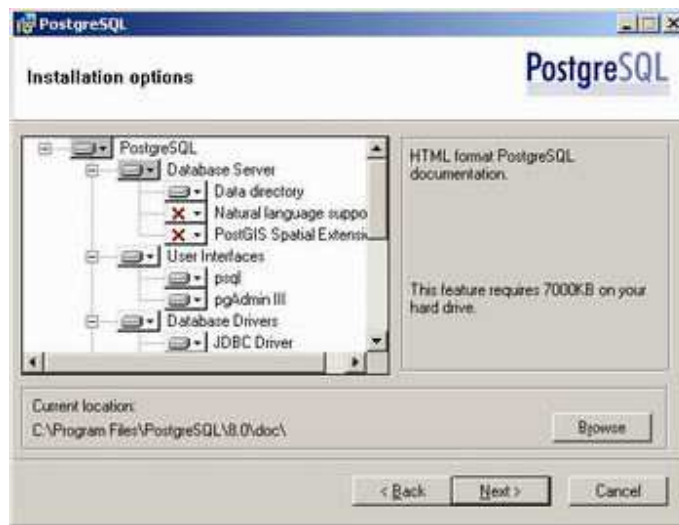 PostgreSQL
Installation options
PostgreSQL
PostgreSQL
Database Server
Data directory
Natural language suppo
PostGIS Spatial Extensi
User Interfaces
psql
pgAdmin III
Database Drivers
JDBC Driver
HTML format PostgreSQL
documentation.
This feature requires 7000KB on your
hard drive.
Current location:
C:\Program Files\PostgreSQL\8.0\doc\
Browse
< Back
Next >
Cancel